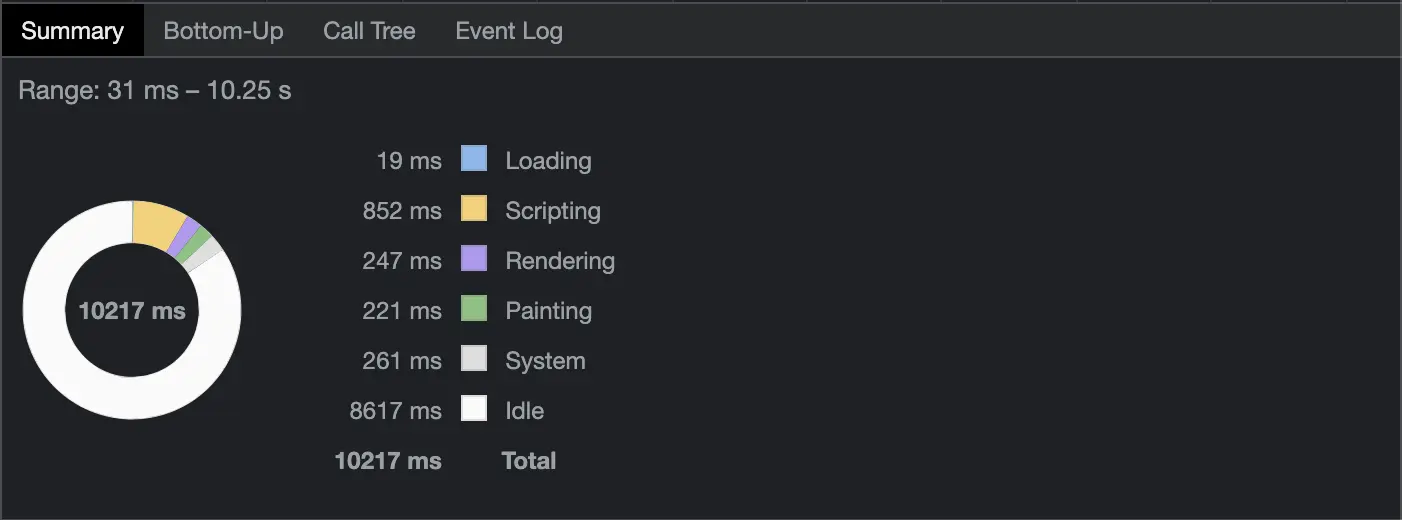 Summary Bottom-Up Call Tree Event Log
Range: 31 ms – 10.25 s
19 ms Loading
852 ms Scripting
247 ms Rendering
10217 ms 221 ms Painting
261 ms System
8617 ms Idle
10217 ms Total